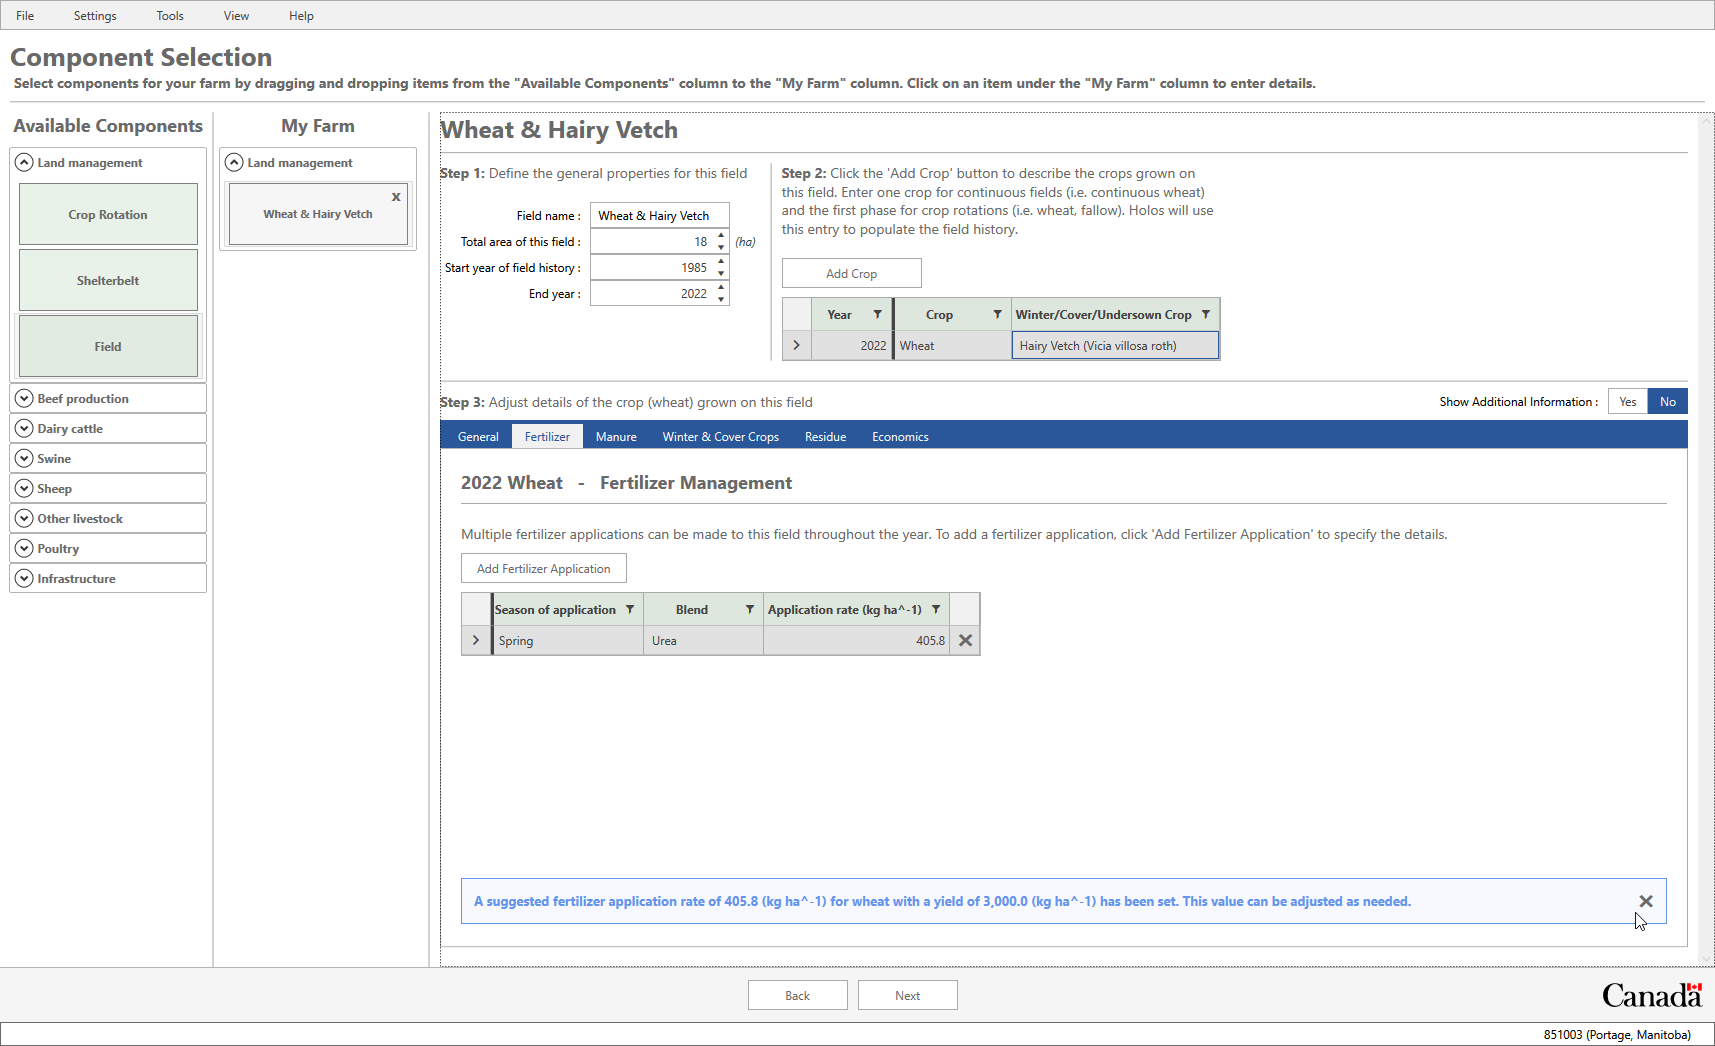 File Settings Tools View Help
Component Selection
Select components for your farm by dragging and dropping items from the "Available Components" column to the "My Farm" column. Click on an item under the "My Farm" column to enter details.
Available Components
Land management
Crop Rotation
Shelterbelt
Field
Beef production
Dairy cattle
Swine
Sheep
Other livestock
Poultry
Infrastructure
My Farm
Land management
Wheat & Hairy Vetch x
Wheat & Hairy Vetch
Step 1: Define the general properties for this field
Field name : Wheat & Hairy Vetch
Total area of this field : 18 (ha)
Start year of field history : 1985
End year : 2022
Step 2: Click the 'Add Crop' button to describe the crops grown on
this field. Enter one crop for continuous fields (i.e. continuous wheat)
and the first phase for crop rotations (i.e. wheat, fallow). Holos will use
this entry to populate the field history.
Add Crop
Year Crop Winter/Cover/Undersown Crop
2022 Wheat Hairy Vetch (Vicia villosa roth)
Step 3: Adjust details of the crop (wheat) grown on this field
Show Additional Information : Yes No
General Fertilizer Manure Winter & Cover Crops Residue Economics
2022 Wheat - Fertilizer Management
Multiple fertilizer applications can be made to this field throughout the year. To add a fertilizer application, click 'Add Fertilizer Application' to specify the details.
Add Fertilizer Application
Season of application Blend Application rate (kg ha^-1)
Spring Urea 405.8
A suggested fertilizer application rate of 405.8 (kg ha^-1) for wheat with a yield of 3,000.0 (kg ha^-1) has been set. This value can be adjusted as needed.
Back Next
Canada
851003 (Portage, Manitoba)